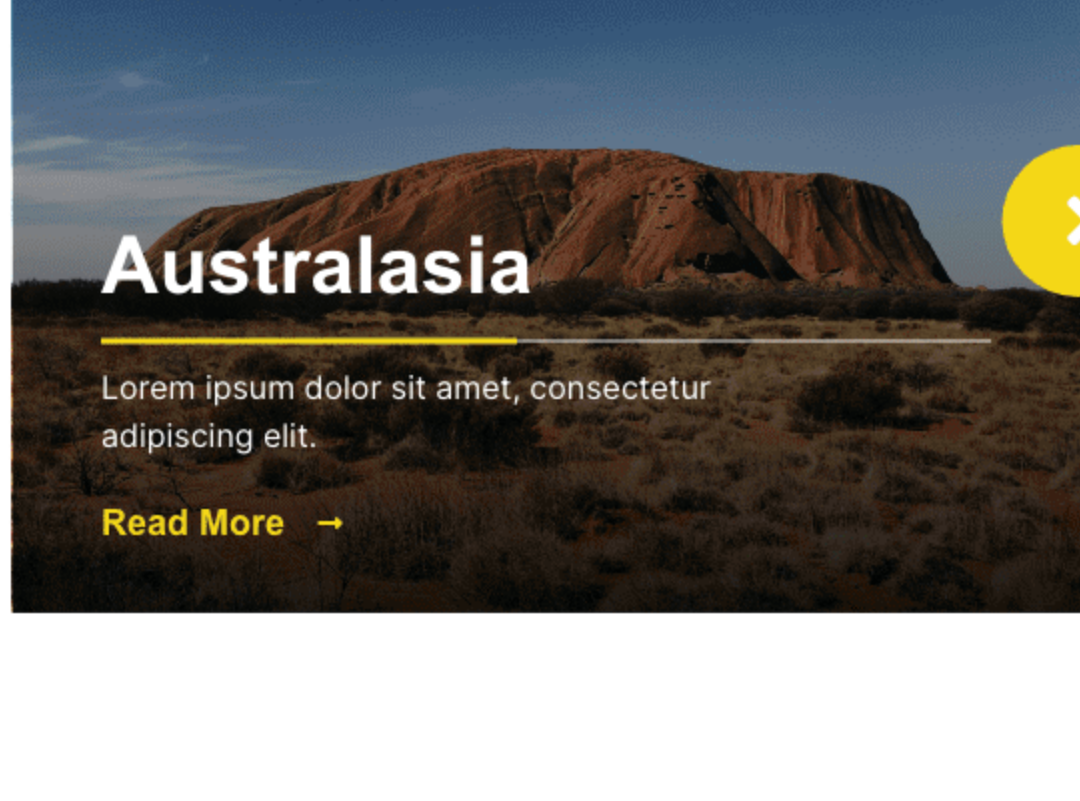 Australasia
Lorem ipsum dolor sit amet, consectetur
adipiscing elit.
Read More →